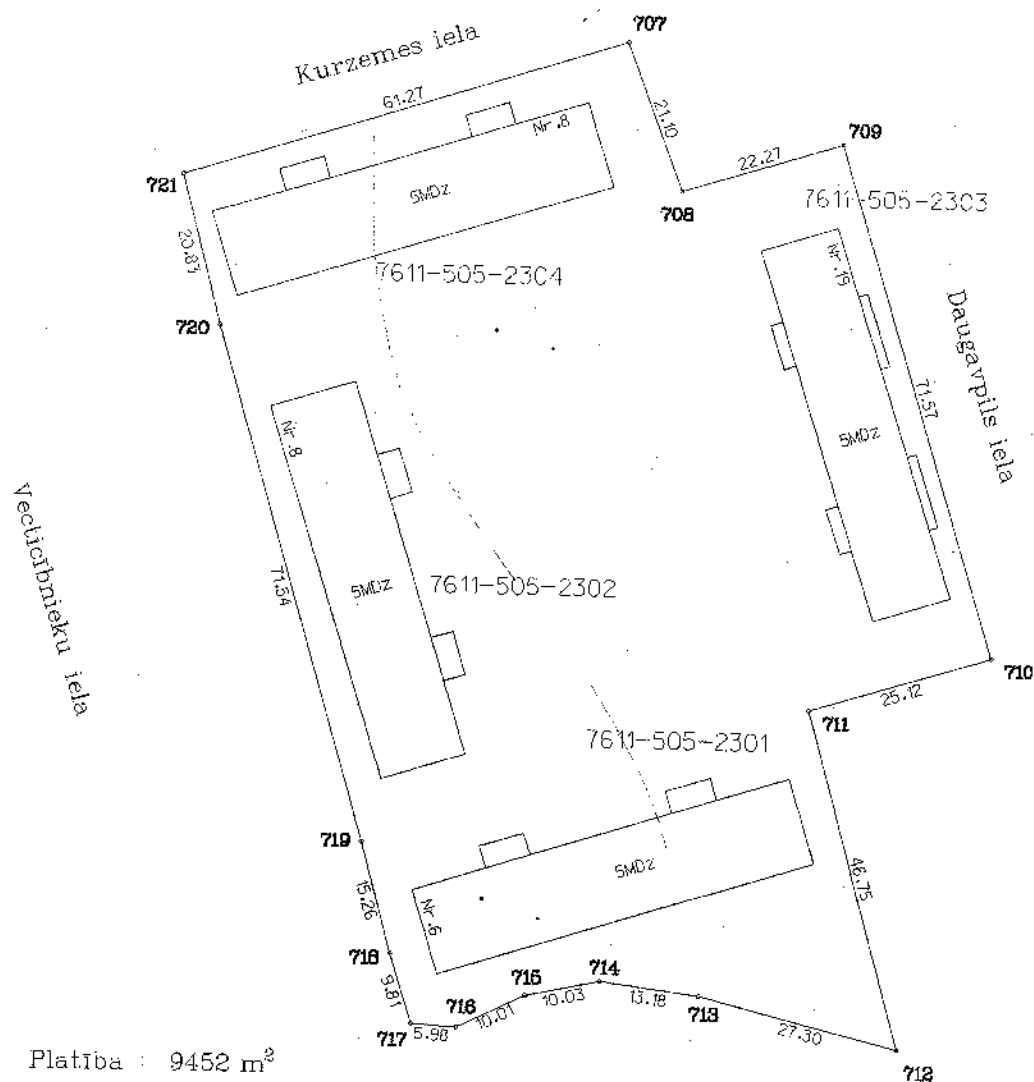 707
Kurzemes iela
61.27
21.10
Nr.8
709
22.27
721
5MDz
708
7611-505-2303
20.83
Nr.19
7611-505-2304
720
Daugavpils iela
71.57
Nr.8
5MDz
Vecticībnieku iela
71.54
5MDz
7611-505-2302
710
25.12
711
7611-505-2301
719
5MDz
46.75
15.26
Nr.6
718
9.81
714
715
716
10.03
13.18
713
717
5.98
10.01
27.30
712
Platība : 9452 m²